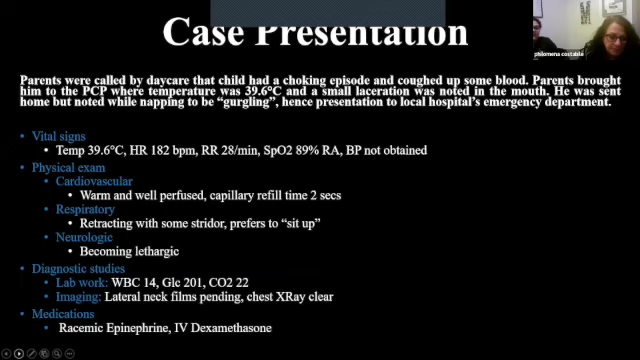 Case Presentation
philomena costabile
Parents were called by daycare that child had a choking episode and coughed up some blood. Parents brought
him to the PCP where temperature was 39.6°C and a small laceration was noted in the mouth. He was sent
home but noted while napping to be “gurgling”, hence presentation to local hospital's emergency department.
• Vital signs
• Temp 39.6°C, HR 182 bpm, RR 28/min, SpO2 89% RA, BP not obtained
• Physical exam
• Cardiovascular
• Warm and well perfused, capillary refill time 2 secs
• Respiratory
• Retracting with some stridor, prefers to “sit up”
• Neurologic
• Becoming lethargic
• Diagnostic studies
• Lab work: WBC 14, Glc 201, CO2 22
• Imaging: Lateral neck films pending, chest XRay clear
• Medications
• Racemic Epinephrine, IV Dexamethasone